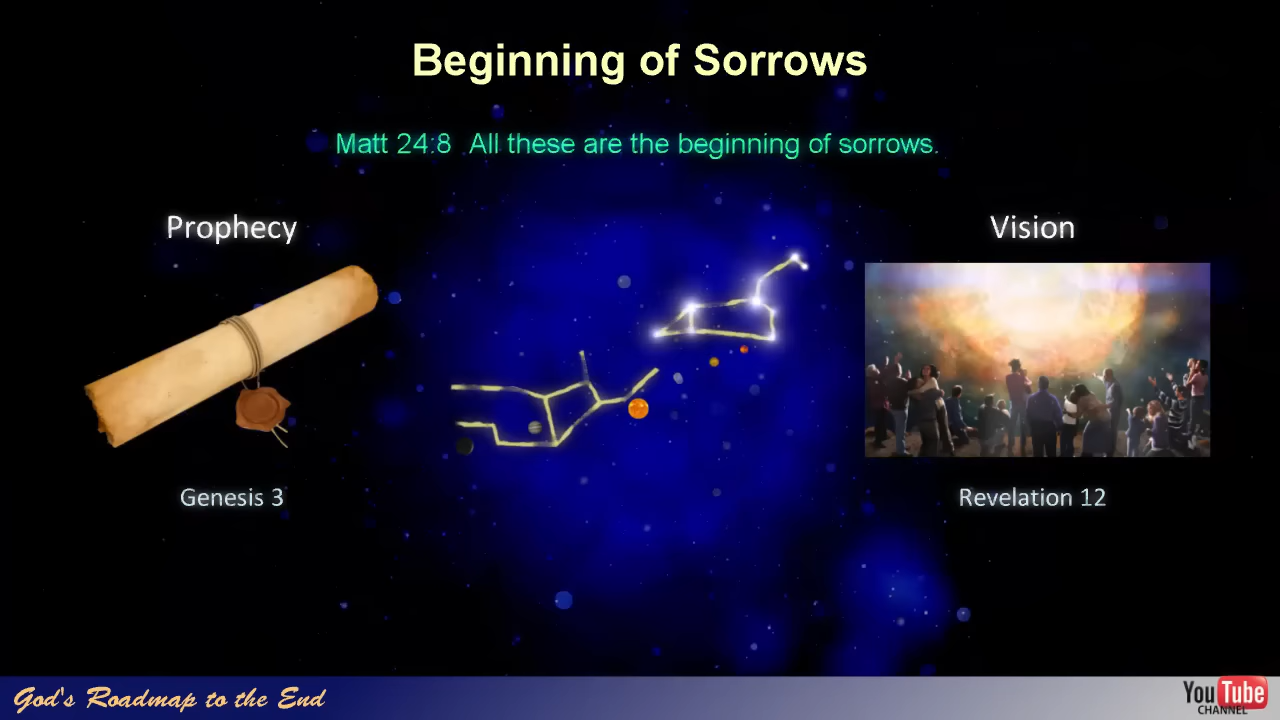 Beginning of Sorrows
Matt 24:8  All these are the beginning of sorrows.
Prophecy
Vision
Genesis 3
Revelation 12
God's Roadmap to the End
YouTube
CHANNEL